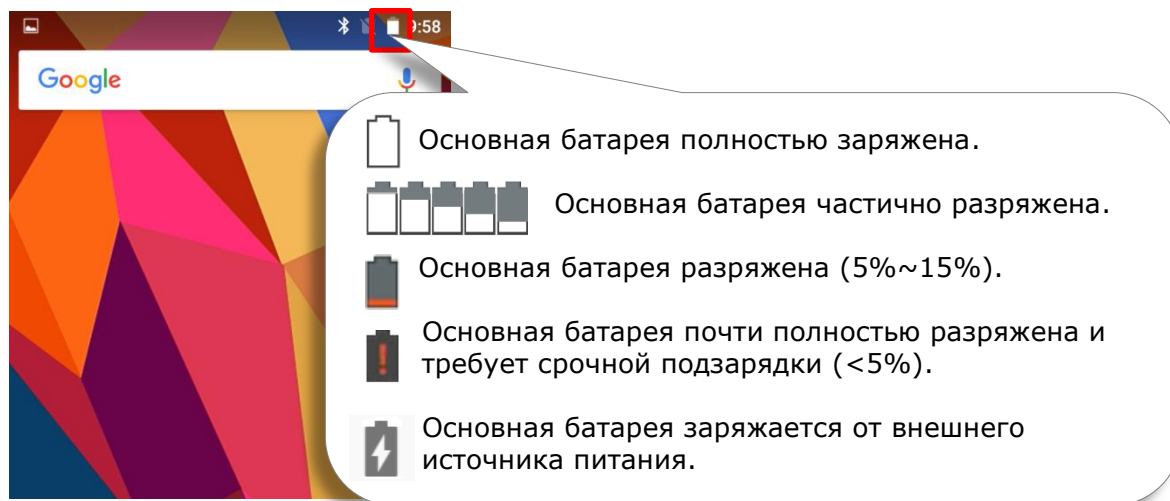 9:58
Google
Основная батарея полностью заряжена.
Основная батарея частично разряжена.
Основная батарея разряжена (5%~15%).
Основная батарея почти полностью разряжена и
требует срочной подзарядки (<5%).
Основная батарея заряжается от внешнего
источника питания.